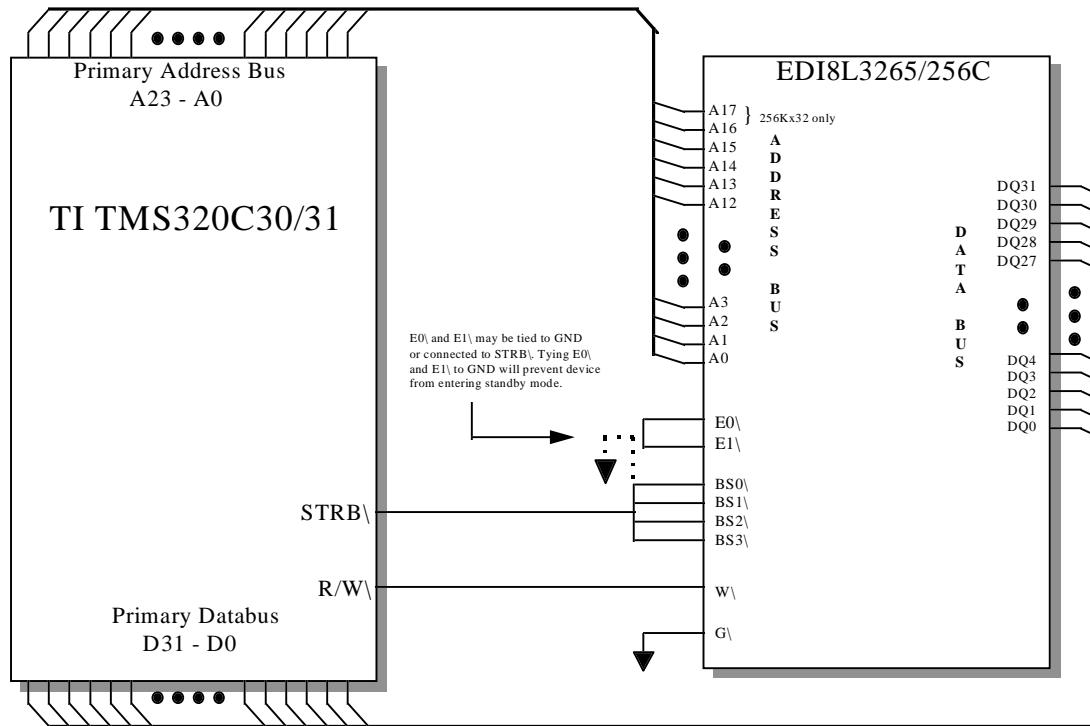 Primary Address Bus
A23 - A0
TI TMS320C30/31
STRB\
R/W\
Primary Databus
D31 - D0
E0\ and E1\ may be tied to GND
or connected to STRB\. Tying E0\
and E1\ to GND will prevent device
from entering standby mode.
EDI8L3265/256C
A17
} 256Kx32 only
A16
A15
A14
A13
A12
A3
A2
A1
A0
ADDRESS BUS
E0\
E1\
BS0\
BS1\
BS2\
BS3\
W\
G\
DATA BUS
DQ31
DQ30
DQ29
DQ28
DQ27
DQ4
DQ3
DQ2
DQ1
DQ0